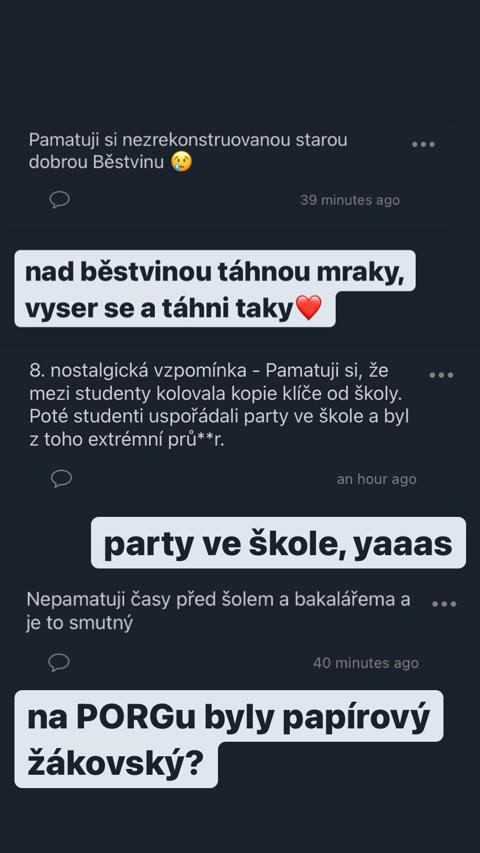 Pamatuji si nezrekonstruovanou starou
dobrou Běstvinu 😢
39 minutes ago
nad běstvinou táhnou mraky,
vyser se a táhni taky❤️
8. nostalgická vzpomínka - Pamatuji si, že
mezi studenty kolovala kopie klíče od školy.
Poté studenti uspořádali party ve škole a byl
z toho extrémní prů**r.
an hour ago
party ve škole, yaaas
Nepamatuji časy před šolem a bakalářema a
je to smutný
40 minutes ago
na PORGu byly papírový
žákovský?